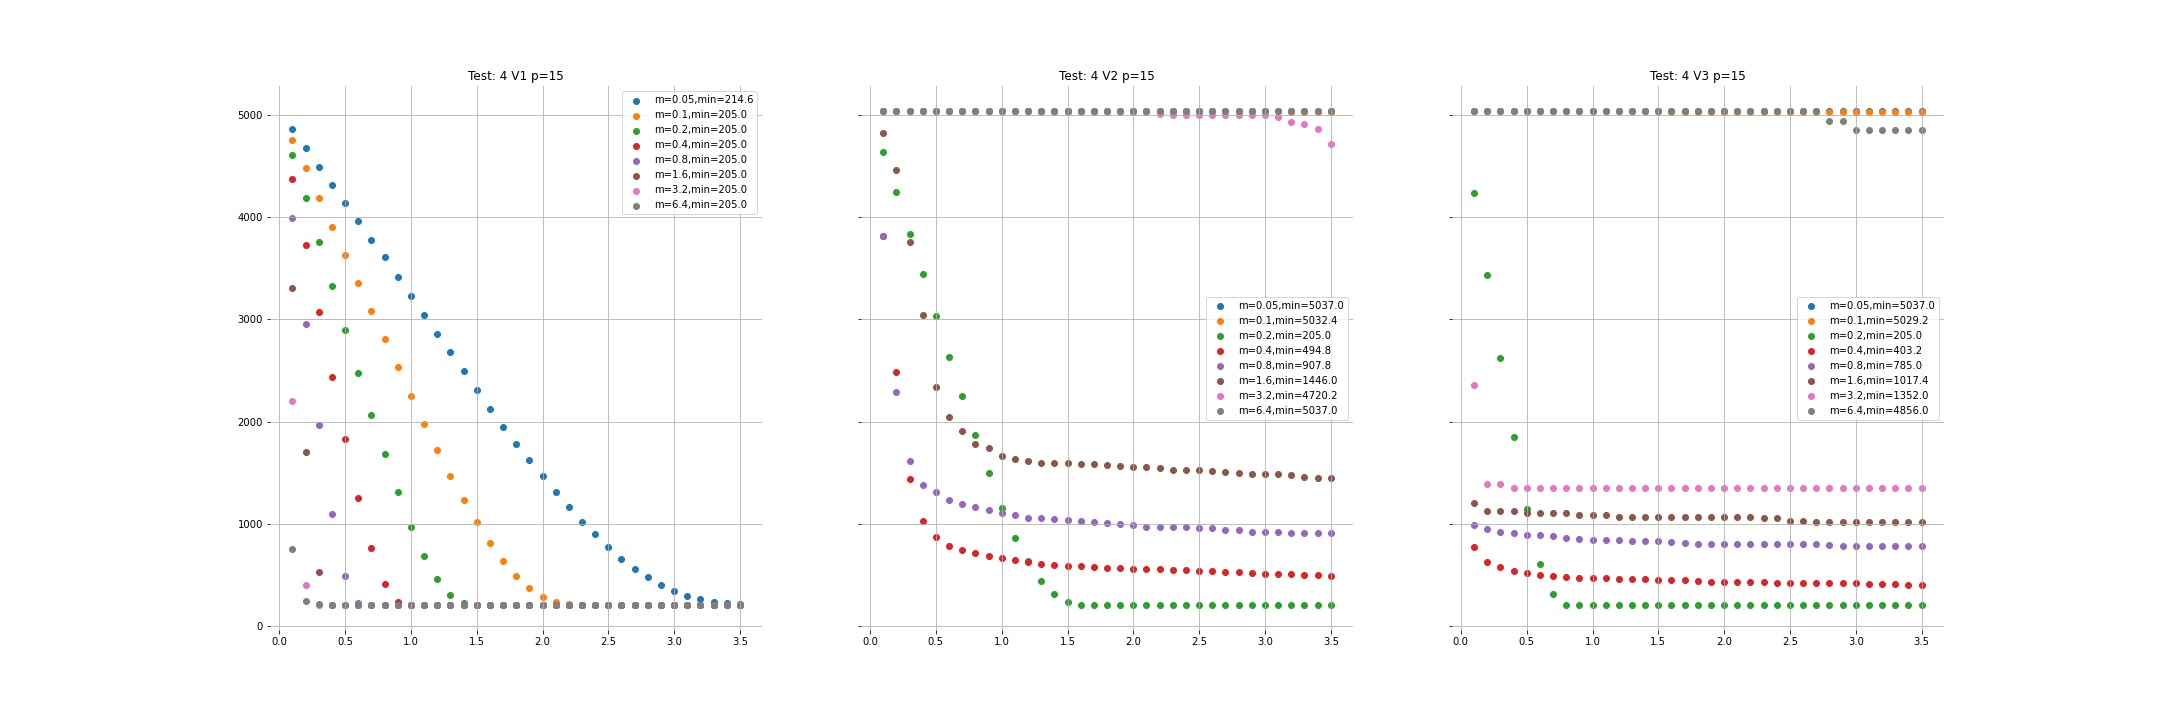 Test: 4 V1 p=15
5000
4000
3000
2000
1000
0
0.0 0.5 1.0 1.5 2.0 2.5 3.0 3.5
m=0.05,min=214.6
m=0.1,min=205.0
m=0.2,min=205.0
m=0.4,min=205.0
m=0.8,min=205.0
m=1.6,min=205.0
m=3.2,min=205.0
m=6.4,min=205.0
Test: 4 V2 p=15
0.0 0.5 1.0 1.5 2.0 2.5 3.0 3.5
m=0.05,min=5037.0
m=0.1,min=5032.4
m=0.2,min=205.0
m=0.4,min=494.8
m=0.8,min=907.8
m=1.6,min=1446.0
m=3.2,min=4720.2
m=6.4,min=5037.0
Test: 4 V3 p=15
0.0 0.5 1.0 1.5 2.0 2.5 3.0 3.5
m=0.05,min=5037.0
m=0.1,min=5029.2
m=0.2,min=205.0
m=0.4,min=403.2
m=0.8,min=785.0
m=1.6,min=1017.4
m=3.2,min=1352.0
m=6.4,min=4856.0